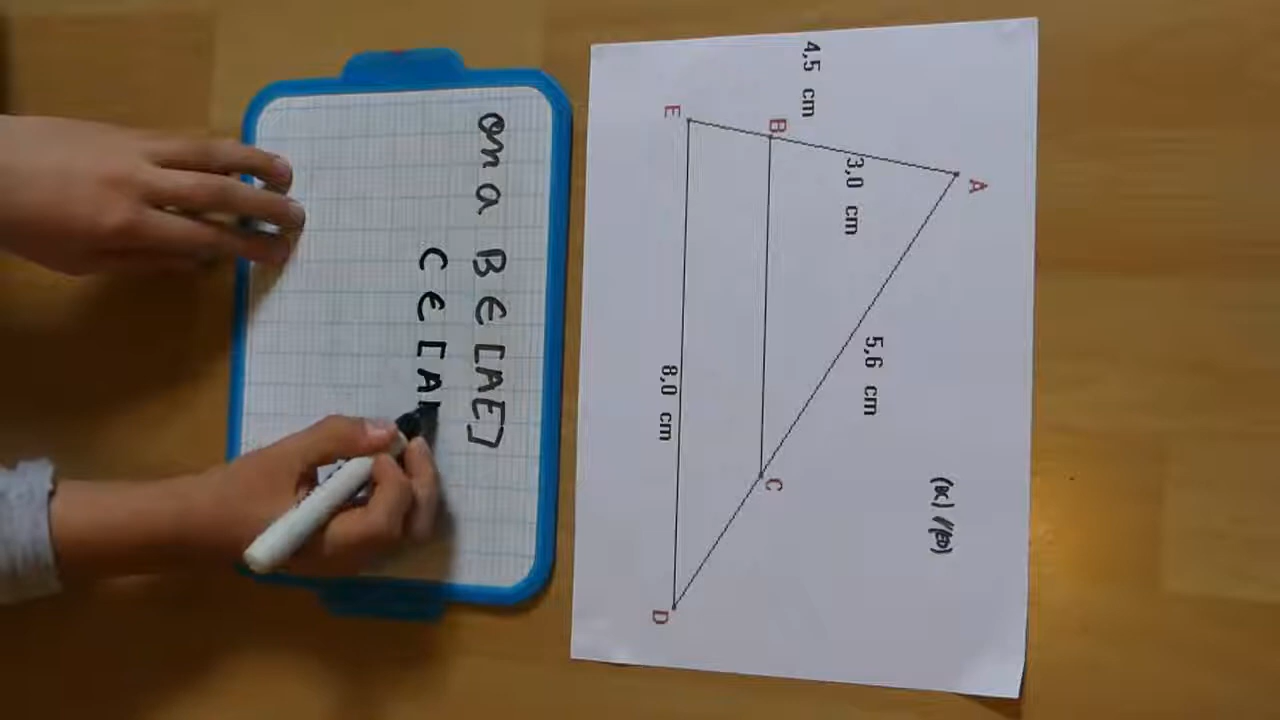 on a B ∈ [AE]
C ∈ [A
A
(BC) //(ED)
3,0 cm
5,6 cm
4,5 cm
B
C
E
8,0 cm
D